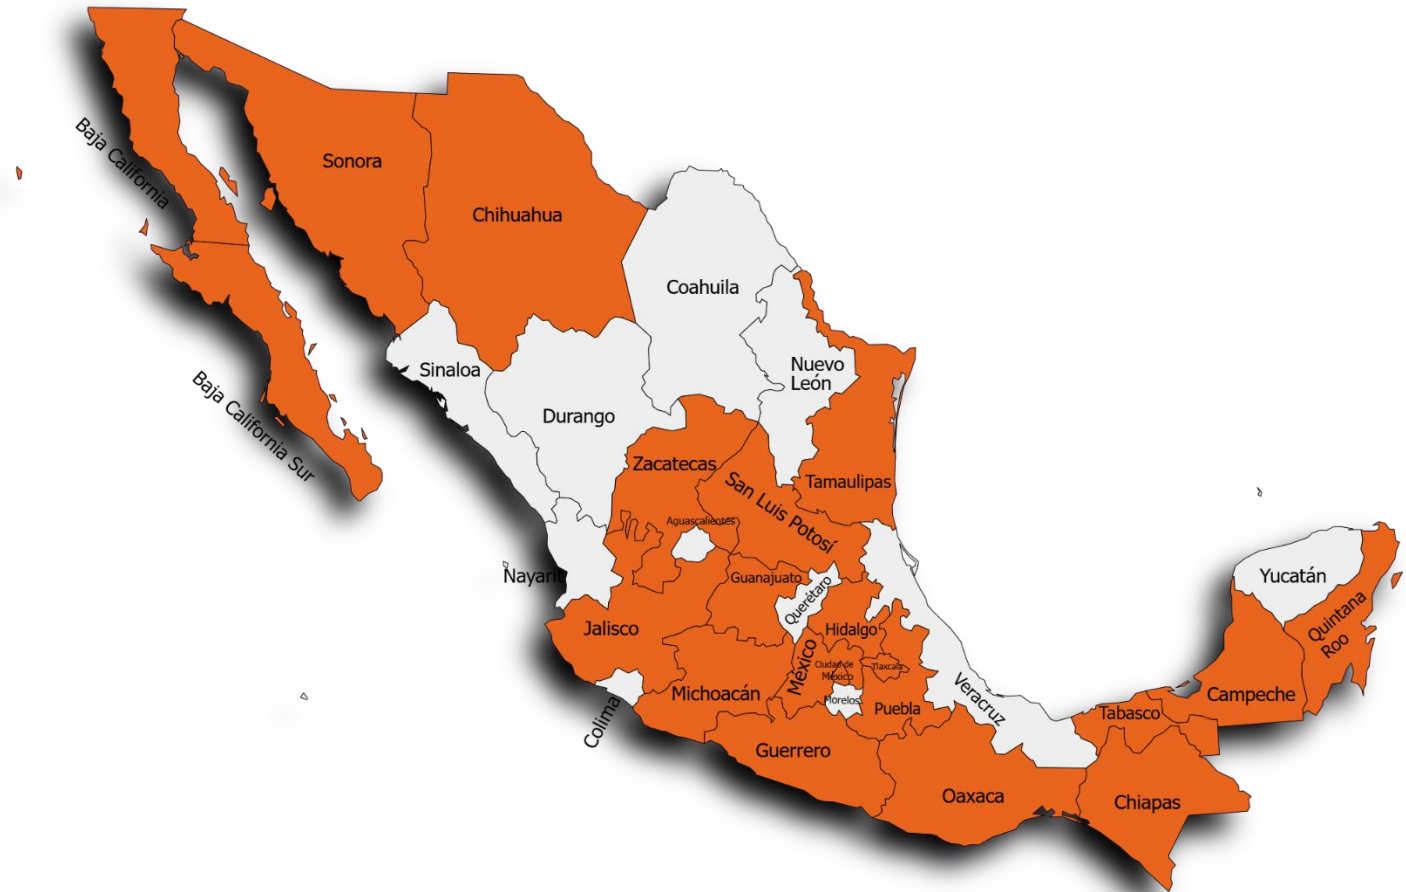 Baja California
Sonora
Chihuahua
Coahuila
Nuevo
León
Sinaloa
Durango
Baja California Sur
Zacatecas
San Luis Potosí
Tamaulipas
Aguascalientes
Nayarit
Guanajuato
Querétaro
Yucatán
Jalisco
Hidalgo
Quintana
Roo
México
Ciudad de
México
Tlaxcala
Michoacán
Morelos
Puebla
Veracruz
Campeche
Tabasco
Colima
Guerrero
Oaxaca
Chiapas